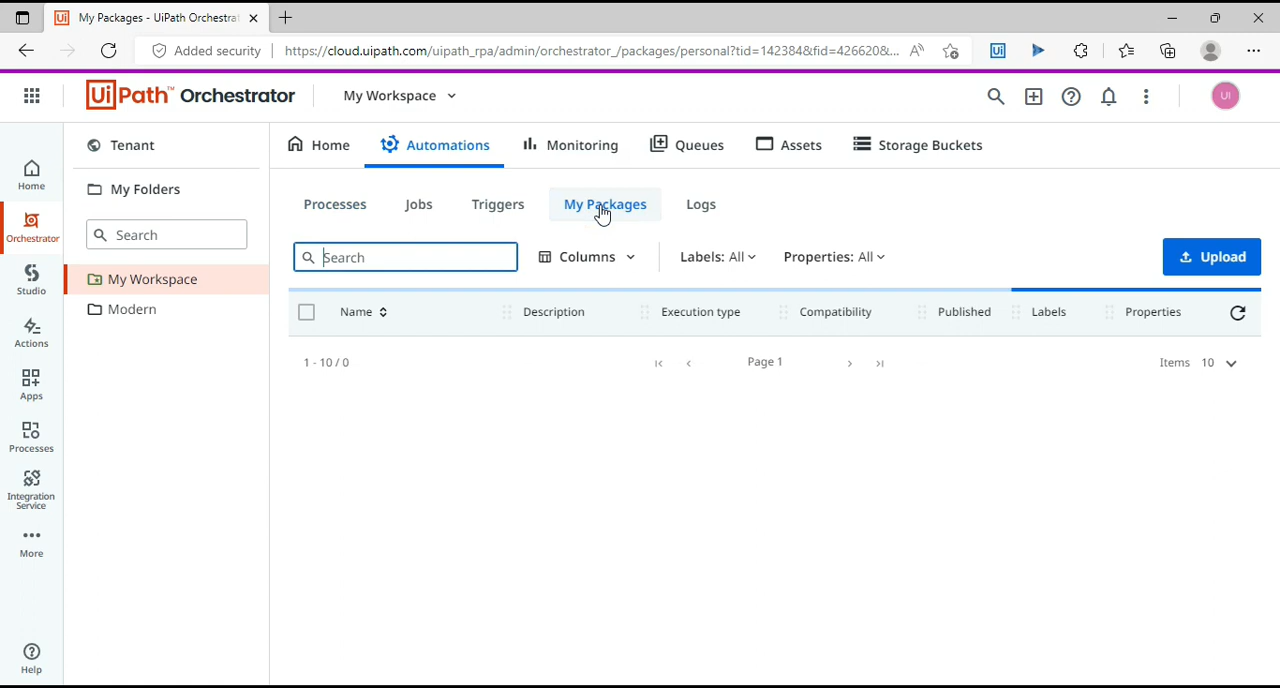 My Packages - UiPath Orchestra
Added security
https://cloud.uipath.com/uipath_rpa/admin/orchestrator_/packages/personal?tid=142384&fid=426620&...
UiPath™ Orchestrator
My Workspace
UI
Home
Orchestrator
Studio
Actions
Apps
Processes
Integration
Service
More
Help
Tenant
My Folders
Search
My Workspace
Modern
Home
Automations
Monitoring
Queues
Assets
Storage Buckets
Processes
Jobs
Triggers
My Packages
Logs
Search
Columns
Labels: All
Properties: All
Upload
Name
Description
Execution type
Compatibility
Published
Labels
Properties
1 - 10 / 0
Page 1
Items 10